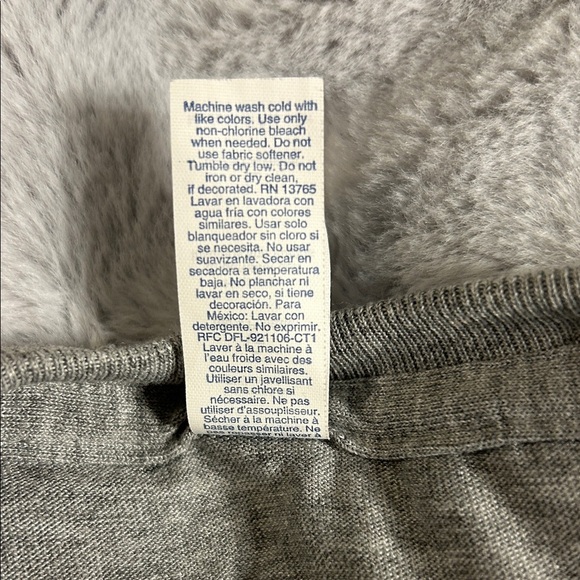 Machine wash cold with
like colors. Use only
non-chlorine bleach
when needed. Do not
use fabric softener.
Tumble dry low. Do not
iron or dry clean,
if decorated. RN 13765
Lavar en lavadora con
agua fría con colores
similares. Usar solo
blanqueador sin cloro si
se necesita. No usar
suavizante. Secar en
secadora a temperatura
baja. No planchar ni
lavar en seco, si tiene
decoración. Para
México: Lavar con
detergente. No exprimir.
RFC DFL-921106-CT1
Laver à la machine à
l'eau froide avec des
couleurs similaires.
Utiliser un javellisant
sans chlore si
nécessaire. Ne pas
utiliser d'assouplisseur.
Sécher à la machine à
basse température. Ne
pas repasser ni laver à